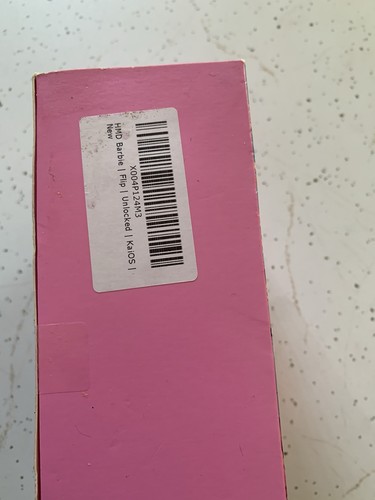 X004P124M3
HMD Barbie | Flip | Unlocked | KaiOS |
New